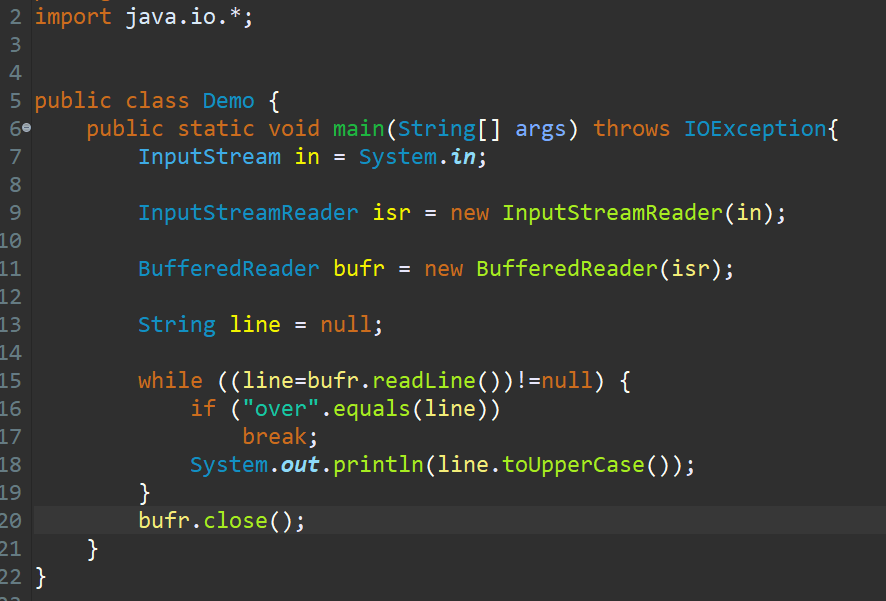 2 import java.io.*;
3
4
5 public class Demo {
6 public static void main(String[] args) throws IOException{
7 InputStream in = System.in;
8
9 InputStreamReader isr = new InputStreamReader(in);
10
11 BufferedReader bufr = new BufferedReader(isr);
12
13 String line = null;
14
15 while ((line=bufr.readLine())!=null) {
16 if ("over".equals(line))
17 break;
18 System.out.println(line.toUpperCase());
19 }
20 bufr.close();
21 }
22 }